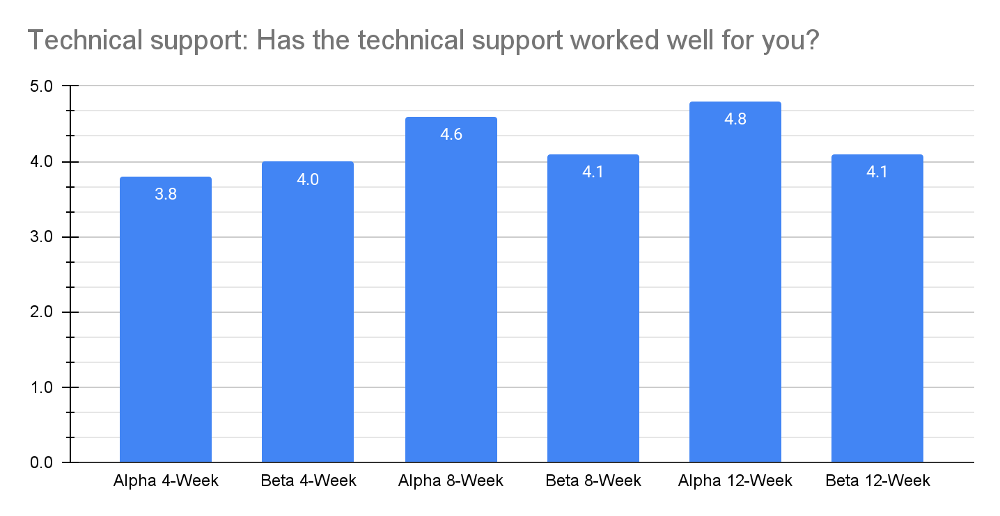 Technical support: Has the technical support worked well for you?
5.0
4.0
3.0
2.0
1.0
0.0
3.8
4.0
4.6
4.1
4.8
4.1
Alpha 4-Week
Beta 4-Week
Alpha 8-Week
Beta 8-Week
Alpha 12-Week
Beta 12-Week